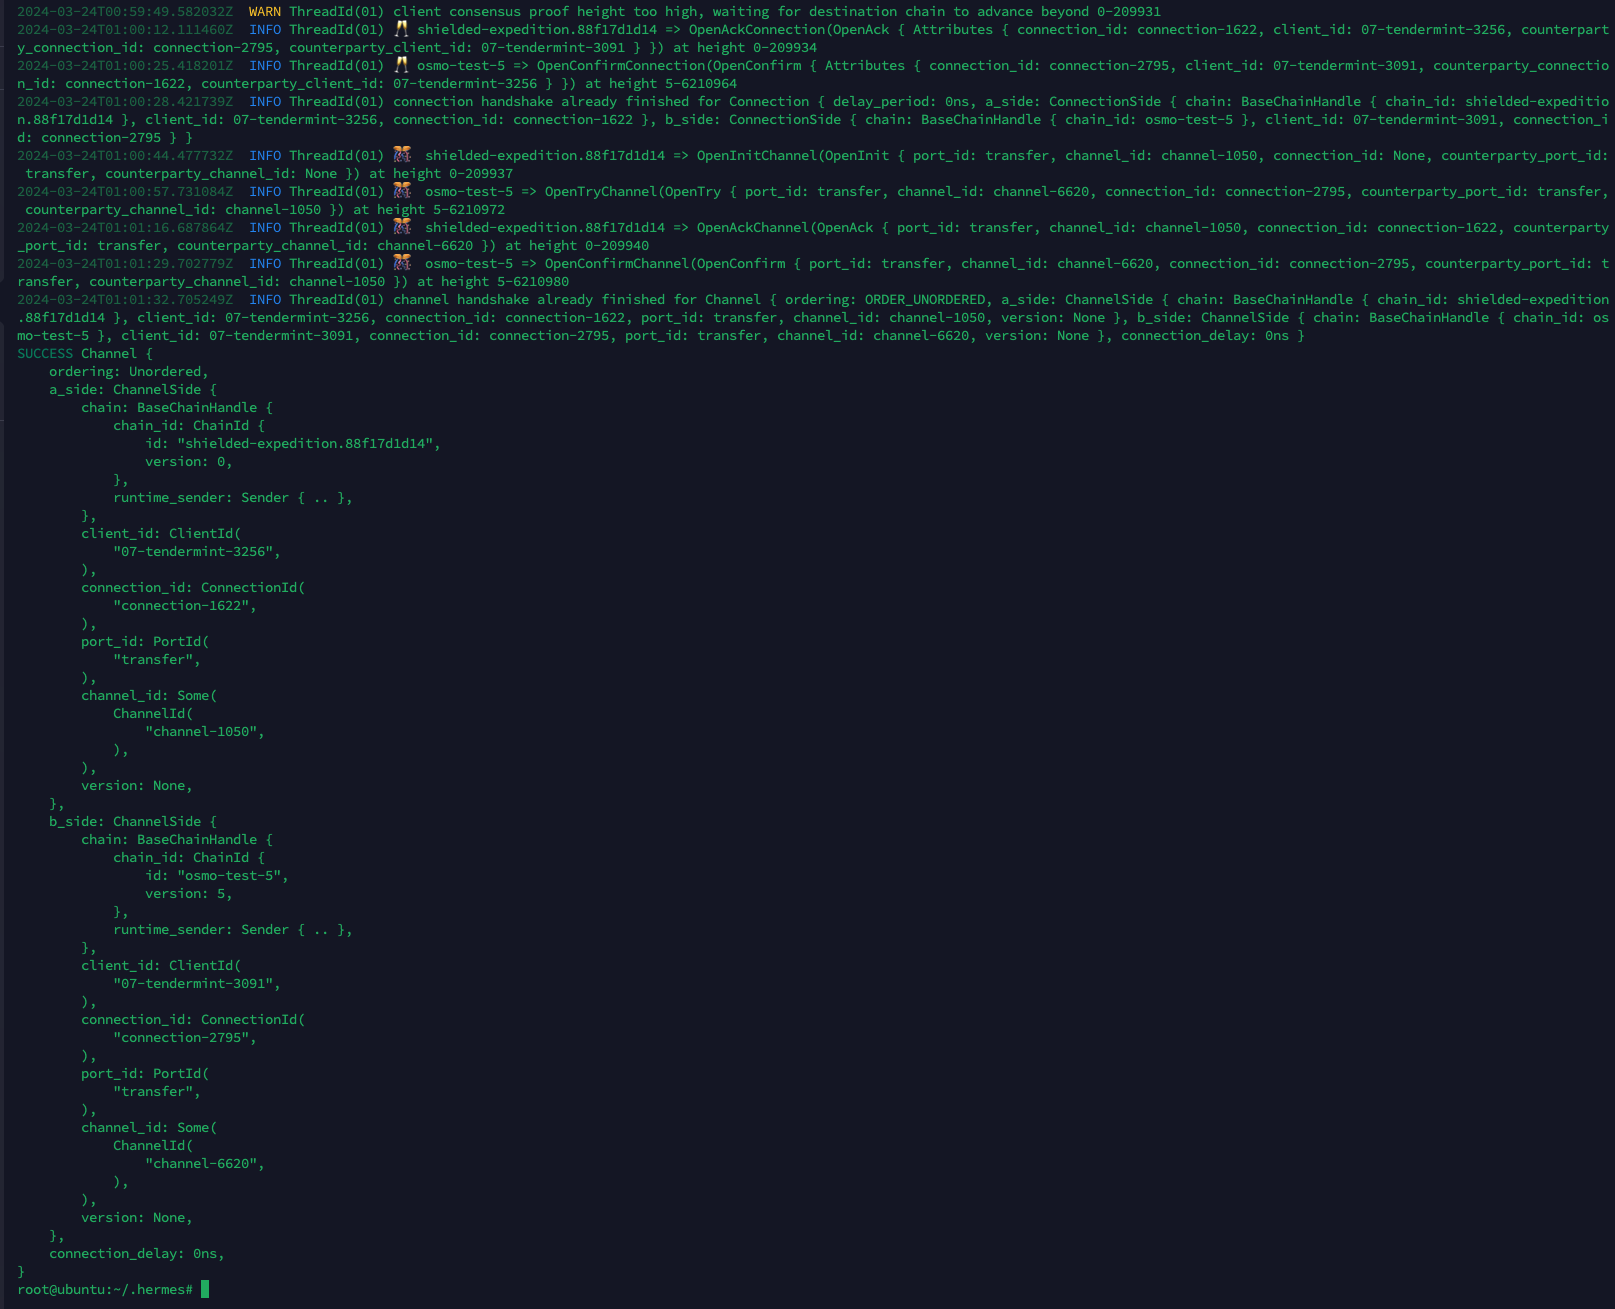 2024-03-24T00:59:49.582032Z  WARN ThreadId(01) client consensus proof height too high, waiting for destination chain to advance beyond 0-209931
2024-03-24T01:00:12.111460Z  INFO ThreadId(01) 🥂 shielded-expedition.88f17d1d14 => OpenAckConnection(OpenAck { Attributes { connection_id: connection-1622, client_id: 07-tendermint-3256, counterpart
y_connection_id: connection-2795, counterparty_client_id: 07-tendermint-3091 } }) at height 0-209934
2024-03-24T01:00:25.418201Z  INFO ThreadId(01) 🥂 osmo-test-5 => OpenConfirmConnection(OpenConfirm { Attributes { connection_id: connection-2795, client_id: 07-tendermint-3091, counterparty_connectio
n_id: connection-1622, counterparty_client_id: 07-tendermint-3256 } }) at height 5-6210964
2024-03-24T01:00:28.421739Z  INFO ThreadId(01) connection handshake already finished for Connection { delay_period: 0ns, a_side: ConnectionSide { chain: BaseChainHandle { chain_id: shielded-expeditio
n.88f17d1d14 }, client_id: 07-tendermint-3256, connection_id: connection-1622 }, b_side: ConnectionSide { chain: BaseChainHandle { chain_id: osmo-test-5 }, client_id: 07-tendermint-3091, connection_i
d: connection-2795 } }
2024-03-24T01:00:44.477732Z  INFO ThreadId(01) 🎊  shielded-expedition.88f17d1d14 => OpenInitChannel(OpenInit { port_id: transfer, channel_id: channel-1050, connection_id: None, counterparty_port_id:
 transfer, counterparty_channel_id: None }) at height 0-209937
2024-03-24T01:00:57.731084Z  INFO ThreadId(01) 🎊  osmo-test-5 => OpenTryChannel(OpenTry { port_id: transfer, channel_id: channel-6620, connection_id: connection-2795, counterparty_port_id: transfer,
 counterparty_channel_id: channel-1050 }) at height 5-6210972
2024-03-24T01:01:16.687864Z  INFO ThreadId(01) 🎊  shielded-expedition.88f17d1d14 => OpenAckChannel(OpenAck { port_id: transfer, channel_id: channel-1050, connection_id: connection-1622, counterparty
_port_id: transfer, counterparty_channel_id: channel-6620 }) at height 0-209940
2024-03-24T01:01:29.702779Z  INFO ThreadId(01) 🎊  osmo-test-5 => OpenConfirmChannel(OpenConfirm { port_id: transfer, channel_id: channel-6620, connection_id: connection-2795, counterparty_port_id: t
ransfer, counterparty_channel_id: channel-1050 }) at height 5-6210980
2024-03-24T01:01:32.705249Z  INFO ThreadId(01) channel handshake already finished for Channel { ordering: ORDER_UNORDERED, a_side: ChannelSide { chain: BaseChainHandle { chain_id: shielded-expedition
.88f17d1d14 }, client_id: 07-tendermint-3256, connection_id: connection-1622, port_id: transfer, channel_id: channel-1050, version: None }, b_side: ChannelSide { chain: BaseChainHandle { chain_id: os
mo-test-5 }, client_id: 07-tendermint-3091, connection_id: connection-2795, port_id: transfer, channel_id: channel-6620, version: None }, connection_delay: 0ns }
SUCCESS Channel {
    ordering: Unordered,
    a_side: ChannelSide {
        chain: BaseChainHandle {
            chain_id: ChainId {
                id: "shielded-expedition.88f17d1d14",
                version: 0,
            },
            runtime_sender: Sender { .. },
        },
        client_id: ClientId(
            "07-tendermint-3256",
        ),
        connection_id: ConnectionId(
            "connection-1622",
        ),
        port_id: PortId(
            "transfer",
        ),
        channel_id: Some(
            ChannelId(
                "channel-1050",
            ),
        ),
        version: None,
    },
    b_side: ChannelSide {
        chain: BaseChainHandle {
            chain_id: ChainId {
                id: "osmo-test-5",
                version: 5,
            },
            runtime_sender: Sender { .. },
        },
        client_id: ClientId(
            "07-tendermint-3091",
        ),
        connection_id: ConnectionId(
            "connection-2795",
        ),
        port_id: PortId(
            "transfer",
        ),
        channel_id: Some(
            ChannelId(
                "channel-6620",
            ),
        ),
        version: None,
    },
    connection_delay: 0ns,
}
root@ubuntu:~/.hermes#